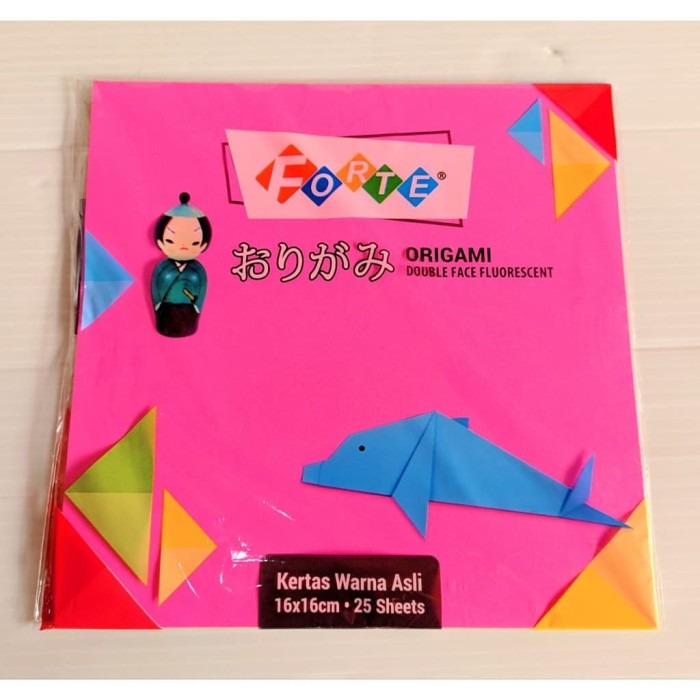 FORTE®
おりがみ
ORIGAMI
DOUBLE FACE FLUORESCENT
Kertas Warna Asli
16x16cm • 25 Sheets